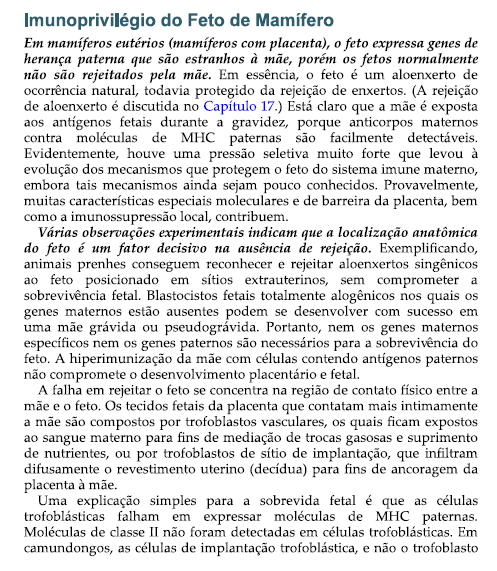 Imunoprivilégio do Feto de Mamífero
Em mamíferos eutérios (mamíferos com placenta), o feto expressa genes de
herança paterna que são estranhos à mãe, porém os fetos normalmente
não são rejeitados pela mãe. Em essência, o feto é um aloenxerto de
ocorrência natural, todavia protegido da rejeição de enxertos. (A rejeição
de aloenxerto é discutida no Capítulo 17.) Está claro que a mãe é exposta
aos antígenos fetais durante a gravidez, porque anticorpos maternos
contra moléculas de MHC paternas são facilmente detectáveis.
Evidentemente, houve uma pressão seletiva muito forte que levou à
evolução dos mecanismos que protegem o feto do sistema imune materno,
embora tais mecanismos ainda sejam pouco conhecidos. Provavelmente,
muitas características especiais moleculares e de barreira da placenta, bem
como a imunossupressão local, contribuem.
Várias observações experimentais indicam que a localização anatômica
do feto é um fator decisivo na ausência de rejeição. Exemplificando,
animais prenhes conseguem reconhecer e rejeitar aloenxertos singênicos
ao feto posicionado em sítios extrauterinos, sem comprometer a
sobrevivência fetal. Blastocistos fetais totalmente alogênicos nos quais os
genes maternos estão ausentes podem se desenvolver com sucesso em
uma mãe grávida ou pseudográvida. Portanto, nem os genes maternos
específicos nem os genes paternos são necessários para a sobrevivência do
feto. A hiperimunização da mãe com células contendo antígenos paternos
não compromete o desenvolvimento placentário e fetal.
A falha em rejeitar o feto se concentra na região de contato físico entre a
mãe e o feto. Os tecidos fetais da placenta que contatam mais intimamente
a mãe são compostos por trofoblastos vasculares, os quais ficam expostos
ao sangue materno para fins de mediação de trocas gasosas e suprimento
de nutrientes, ou por trofoblastos de sítio de implantação, que infiltram
difusamente o revestimento uterino (decídua) para fins de ancoragem da
placenta à mãe.
Uma explicação simples para a sobrevida fetal é que as células
trofoblásticas falham em expressar moléculas de MHC paternas.
Moléculas de classe II não foram detectadas em células trofoblásticas. Em
camundongos, as células de implantação trofoblástica, e não o trofoblasto